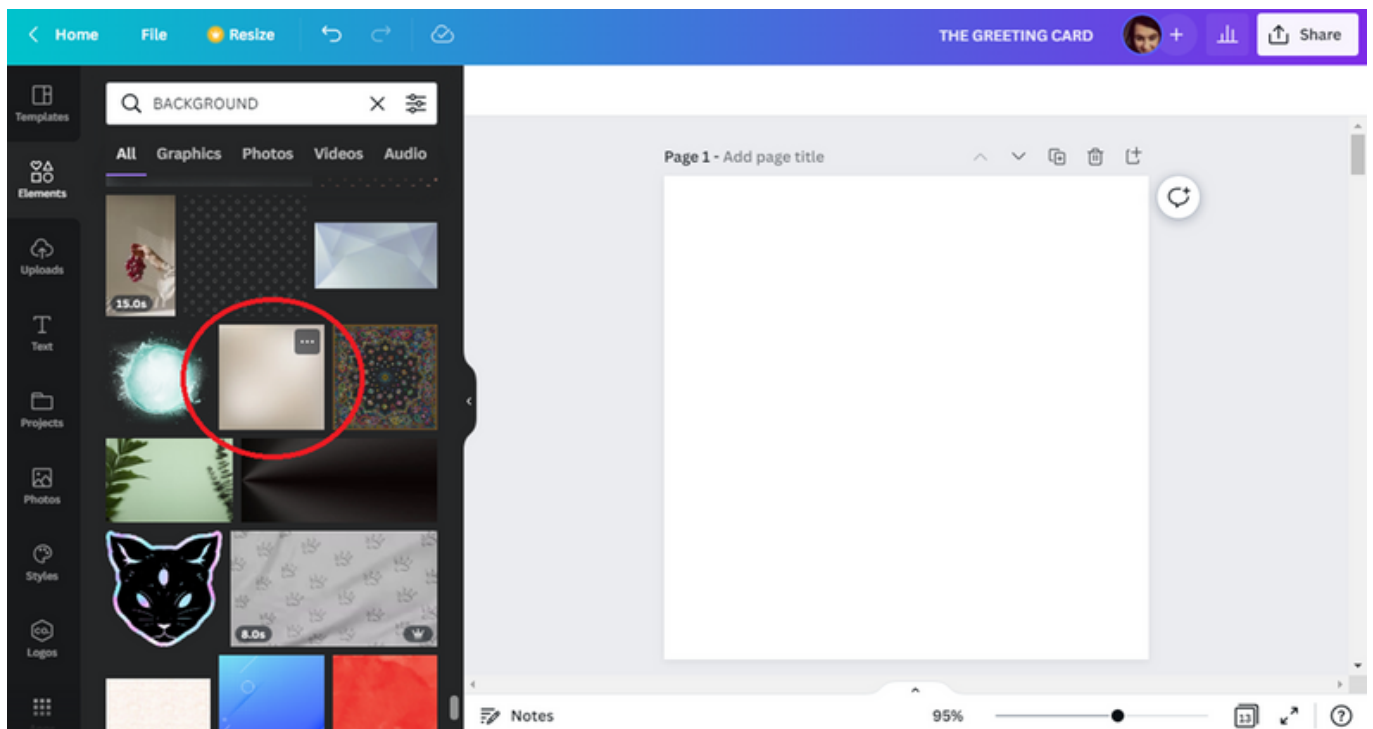 Home File Resize THE GREETING CARD + Share
Templates
Elements
Uploads
Text
Projects
Photos
Styles
CO.
Logos
BACKGROUND
All Graphics Photos Videos Audio
15.0s
8.0s
Page 1 - Add page title
Notes 95% 13 ?